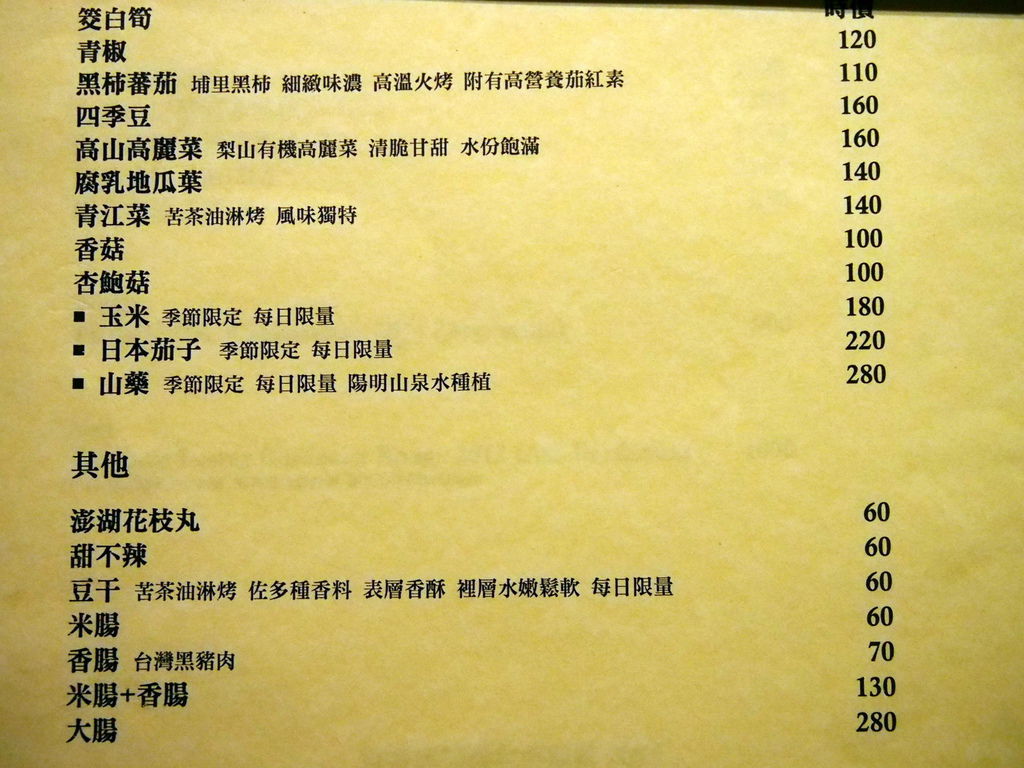 筊白筍 時價
青椒 120
黑柿蕃茄 埔里黑柿 細緻味濃 高溫火烤 附有高營養茄紅素 110
四季豆 160
高山高麗菜 梨山有機高麗菜 清脆甘甜 水份飽滿 160
腐乳地瓜葉 140
青江菜 苦茶油淋烤 風味獨特 140
香菇 100
杏鮑菇 100
■ 玉米 季節限定 每日限量 180
■ 日本茄子 季節限定 每日限量 220
■ 山藥 季節限定 每日限量 陽明山泉水種植 280
其他
澎湖花枝丸 60
甜不辣 60
豆干 苦茶油淋烤 佐多種香料 表層香酥 裡層水嫩鬆軟 每日限量 60
米腸 60
香腸 台灣黑豬肉 70
米腸+香腸 130
大腸 280